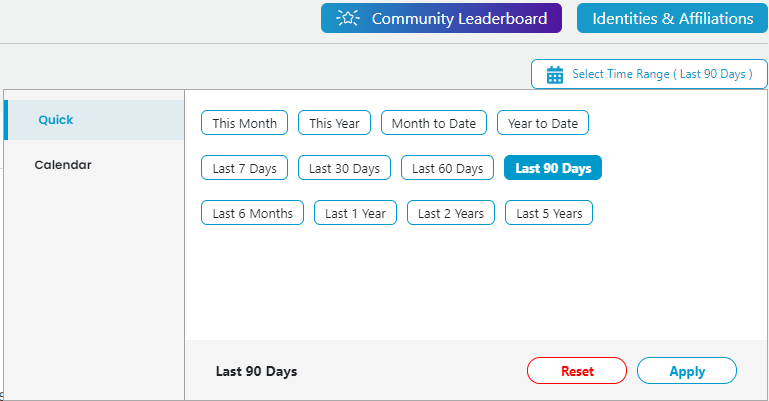 Community Leaderboard Identities & Affiliations
Select Time Range ( Last 90 Days )
Quick
Calendar
This Month This Year Month to Date Year to Date
Last 7 Days Last 30 Days Last 60 Days Last 90 Days
Last 6 Months Last 1 Year Last 2 Years Last 5 Years
Last 90 Days Reset Apply